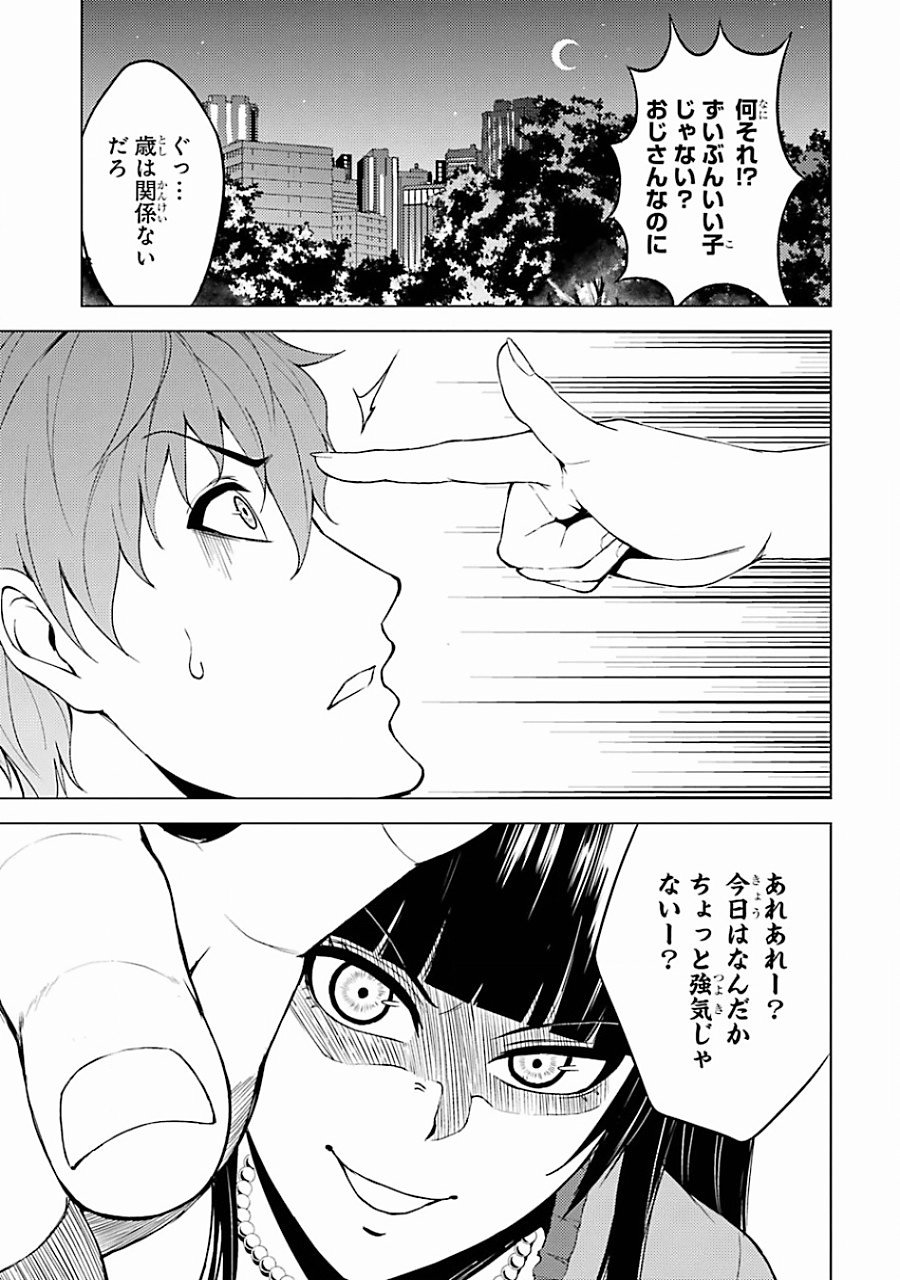 何それ!?
ずいぶんいい子
じゃない？
おじさんなのに
ぐっ…
歳は関係ない
だろ
あれあれー？
今日はなんだか
ちょっと強気じゃ
ないー？